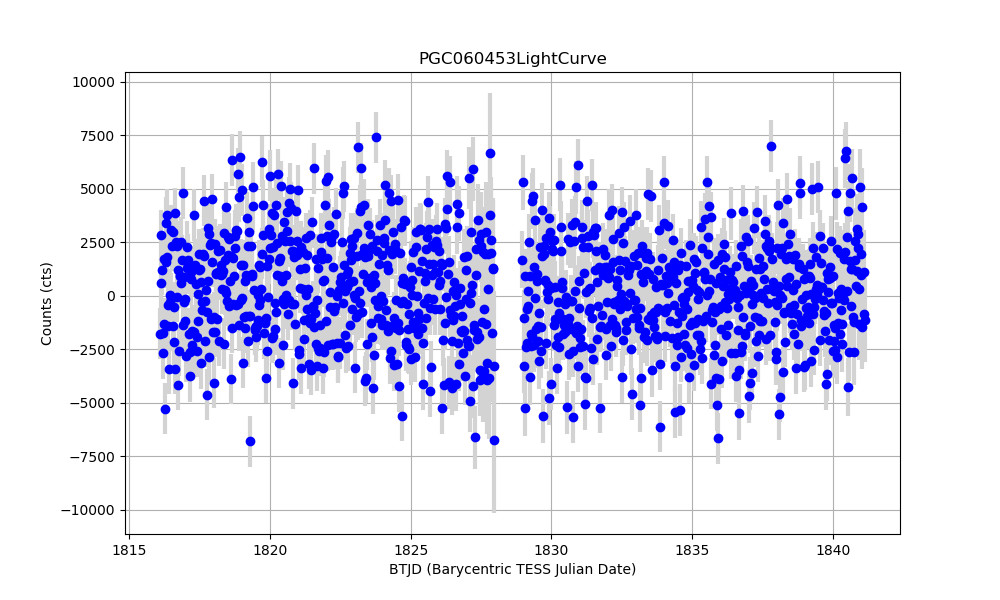 PGC060453LightCurve
10000
7500
5000
2500
0
−2500
−5000
−7500
−10000
Counts (cts)
1815 1820 1825 1830 1835 1840
BTJD (Barycentric TESS Julian Date)